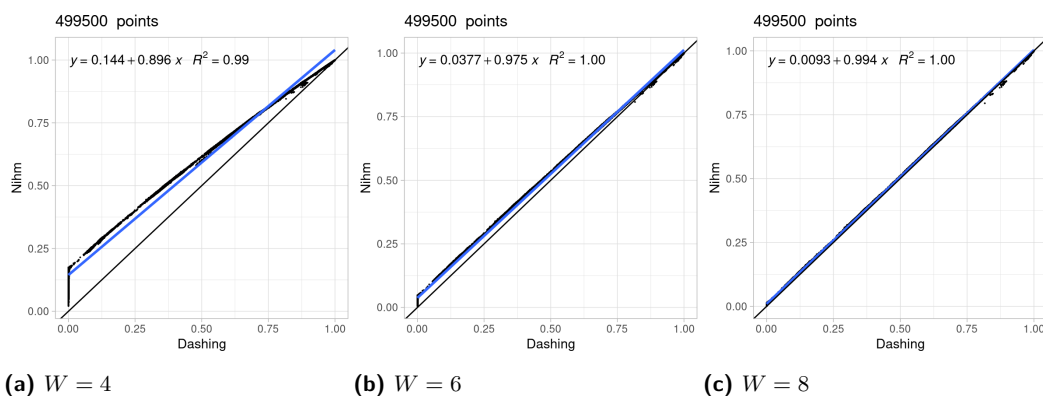 499500 points
y = 0.144 + 0.896 x R² = 0.99
1.00
0.75
0.50
0.25
0.00
Nihm
0.00 0.25 0.50 0.75 1.00
Dashing
(a) W = 4
499500 points
y = 0.0377 + 0.975 x R² = 1.00
1.00
0.75
0.50
0.25
0.00
Nihm
0.00 0.25 0.50 0.75 1.00
Dashing
(b) W = 6
499500 points
y = 0.0093 + 0.994 x R² = 1.00
1.00
0.75
0.50
0.25
0.00
Nihm
0.00 0.25 0.50 0.75 1.00
Dashing
(c) W = 8